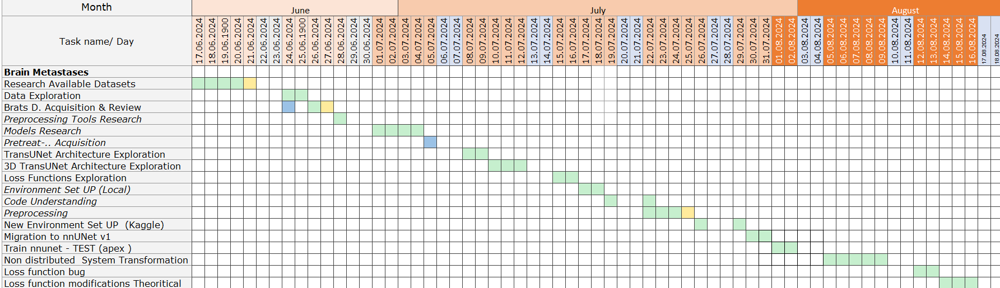 Month June July August
Task name/ Day 17.06.2024 18.06.2024 19.06.1900 20.06.2024 21.06.2024 22.06.2024 23.06.2024 24.06.2024 25.06.1900 26.06.2024 27.06.2024 28.06.2024 29.06.2024 30.06.2024 01.07.2024 02.07.2024 03.07.2024 04.07.2024 05.07.2024 06.07.2024 07.07.2024 08.07.2024 09.07.2024 10.07.2024 11.07.2024 12.07.2024 13.07.2024 14.07.2024 15.07.2024 16.07.2024 17.07.2024 18.07.2024 19.07.2024 20.07.2024 21.07.2024 22.07.2024 23.07.2024 24.07.2024 25.07.2024 26.07.2024 27.07.2024 28.07.2024 29.07.2024 30.07.2024 31.07.2024 01.08.2024 02.08.2024 03.08.2024 04.08.2024 05.08.2024 06.08.2024 07.08.2024 08.08.2024 09.08.2024 10.08.2024 11.08.2024 12.08.2024 13.08.2024 14.08.2024 15.08.2024 16.08.2024 17.08.2024 18.08.2024
Brain Metastases
Research Available Datasets
Data Exploration
Brats D. Acquisition & Review
Preprocessing Tools Research
Models Research
Pretreat-.. Acquisition
TransUNet Architecture Exploration
3D TransUNet Architecture Exploration
Loss Functions Exploration
Environment Set UP (Local)
Code Understanding
Preprocessing
New Environment Set UP (Kaggle)
Migration to nnUNet v1
Train nnunet - TEST (apex )
Non distributed System Transformation
Loss function bug
Loss function modifications Theoritical